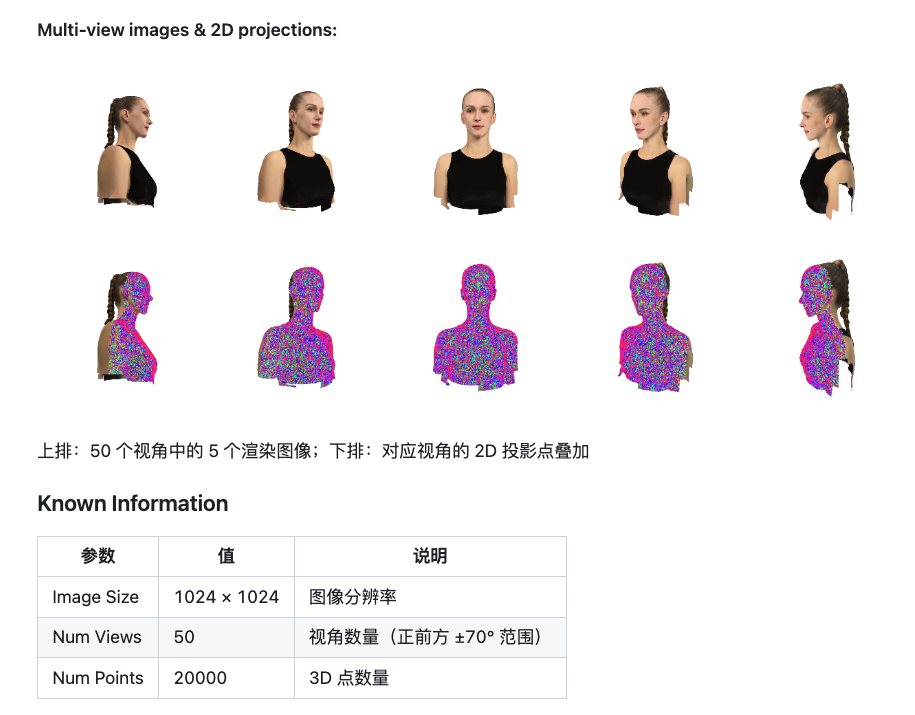 Multi-view images & 2D projections:
上排：50 个视角中的 5 个渲染图像；下排：对应视角的 2D 投影点叠加
Known Information
参数 值 说明
Image Size 1024 × 1024 图像分辨率
Num Views 50 视角数量（正前方 ±70° 范围）
Num Points 20000 3D 点数量